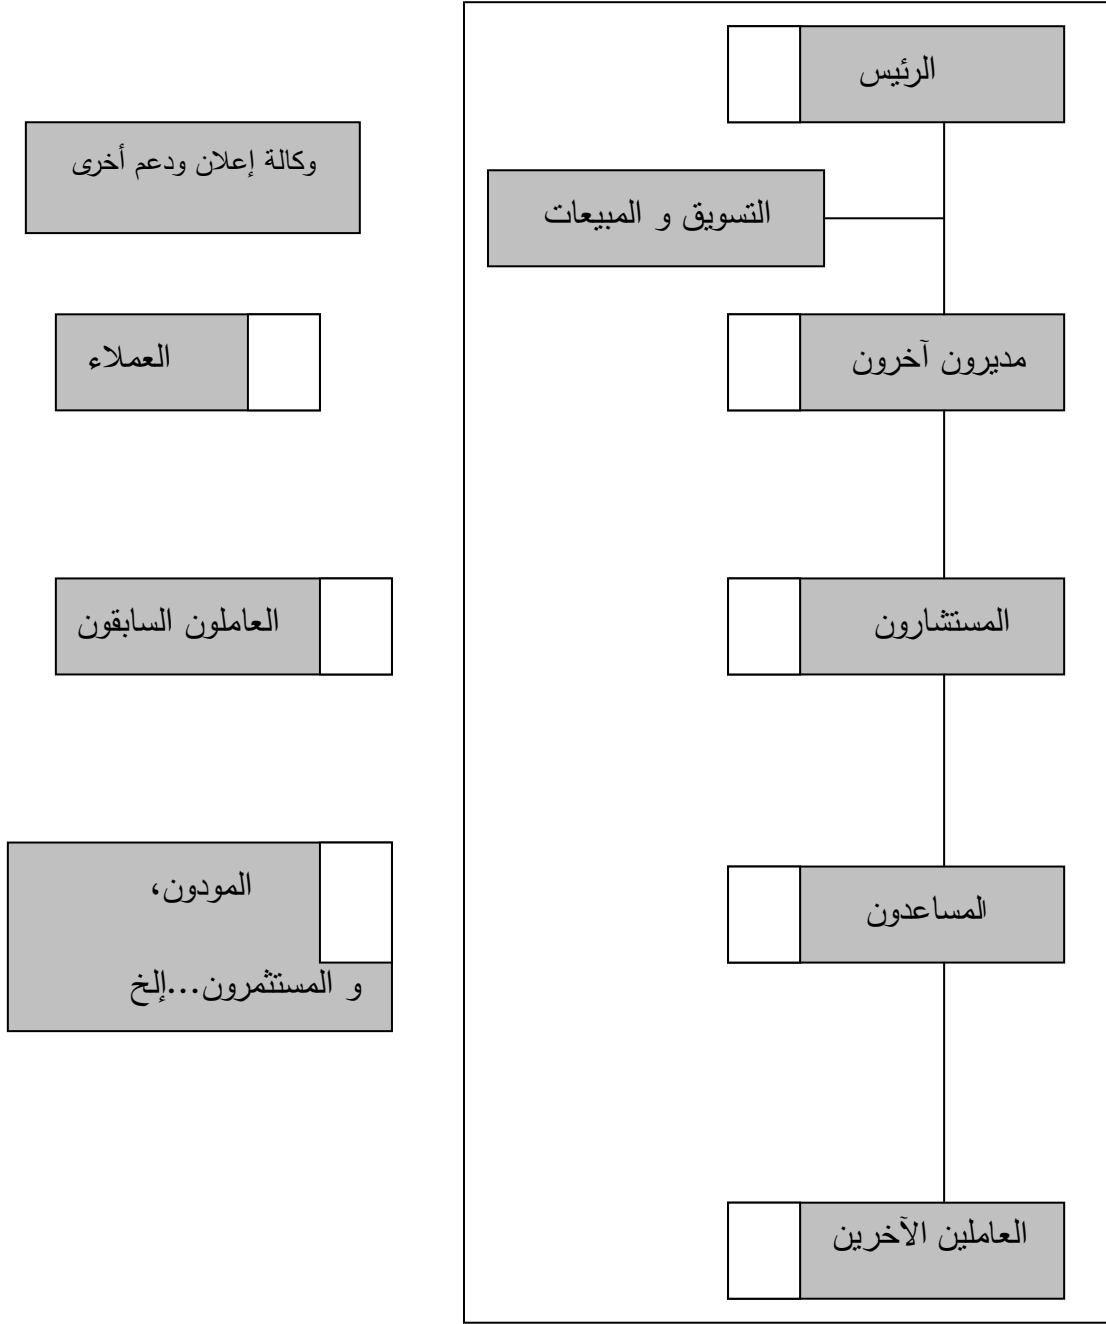 الرئيس
وكالة إعلان ودعم أخرى
التسويق و المبيعات
مديرون آخرون
العملاء
المستشارون
العاملون السابقون
المساعدون
المودون،
و المستثمرون...إلخ
العاملين الآخرين